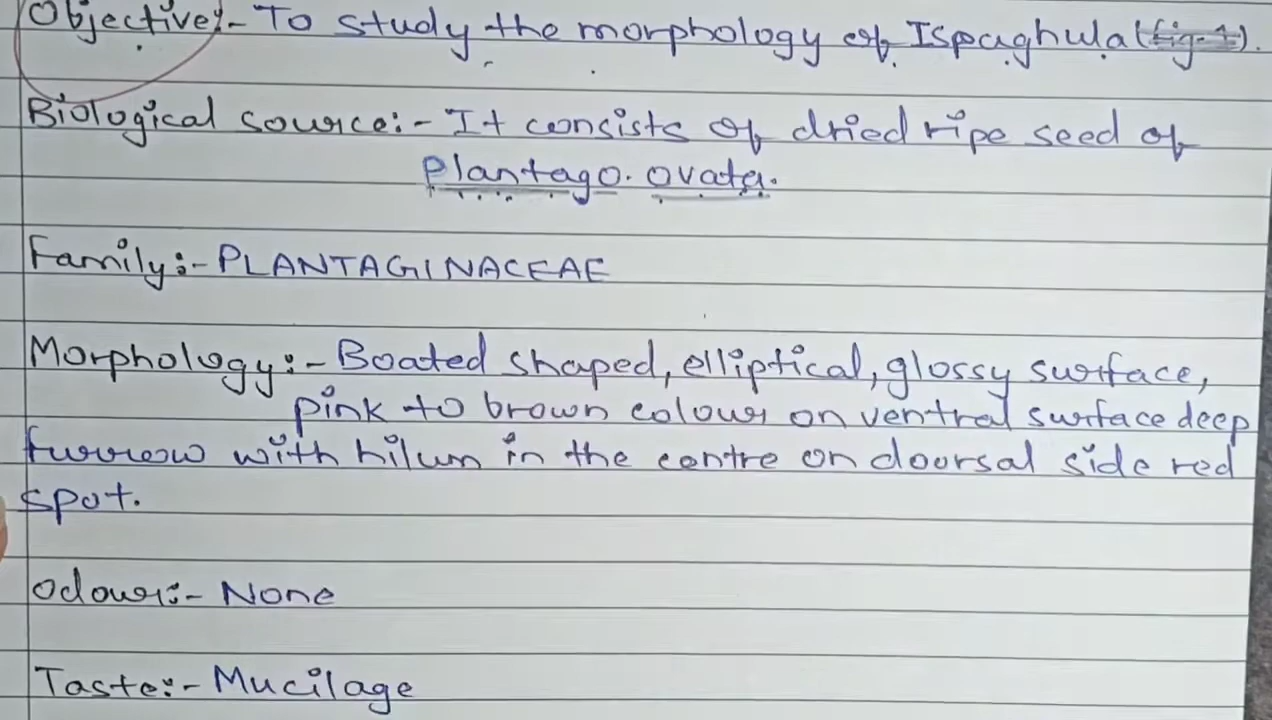 Objective:- To study the morphology of Ispaghula (fig-1).
Biological source:- It consists of dried ripe seed of
Plantago. ovata.
Family:- PLANTAGINACEAE
Morphology:- Boated shaped, elliptical, glossy surface,
pink to brown colour on ventral surface deep
furrow with hilum in the centre on doorsal side red
spot.
Odour:- None
Taste:- Mucilage